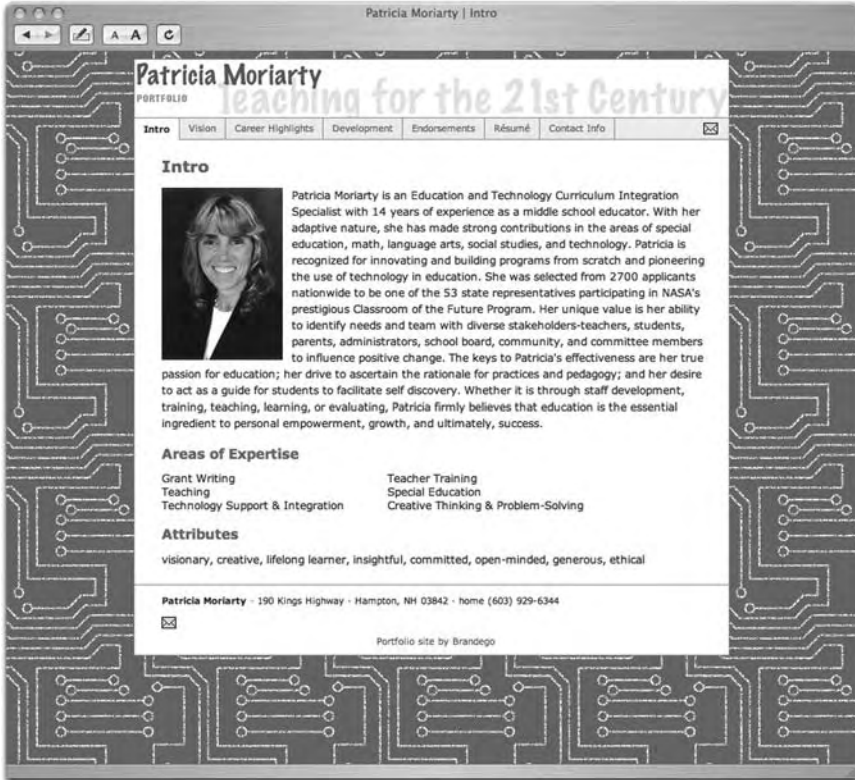 Patricia Moriarty | Intro
A A
Patricia Moriarty
PORTFOLIO
Teaching for the 21st Century
Intro Vision Career Highlights Development Endorsements Résumé Contact Info
Intro
Patricia Moriarty is an Education and Technology Curriculum Integration
Specialist with 14 years of experience as a middle school educator. With her
adaptive nature, she has made strong contributions in the areas of special
education, math, language arts, social studies, and technology. Patricia is
recognized for innovating and building programs from scratch and pioneering
the use of technology in education. She was selected from 2700 applicants
nationwide to be one of the 53 state representatives participating in NASA's
prestigious Classroom of the Future Program. Her unique value is her ability
to identify needs and team with diverse stakeholders-teachers, students,
parents, administrators, school board, community, and committee members
to influence positive change. The keys to Patricia's effectiveness are her true
passion for education; her drive to ascertain the rationale for practices and pedagogy; and her desire
to act as a guide for students to facilitate self discovery. Whether it is through staff development,
training, teaching, learning, or evaluating, Patricia firmly believes that education is the essential
ingredient to personal empowerment, growth, and ultimately, success.
Areas of Expertise
Grant Writing Teacher Training
Teaching Special Education
Technology Support & Integration Creative Thinking & Problem-Solving
Attributes
visionary, creative, lifelong learner, insightful, committed, open-minded, generous, ethical
Patricia Moriarty - 190 Kings Highway - Hampton, NH 03842 - home (603) 929-6344
Portfolio site by Brandego